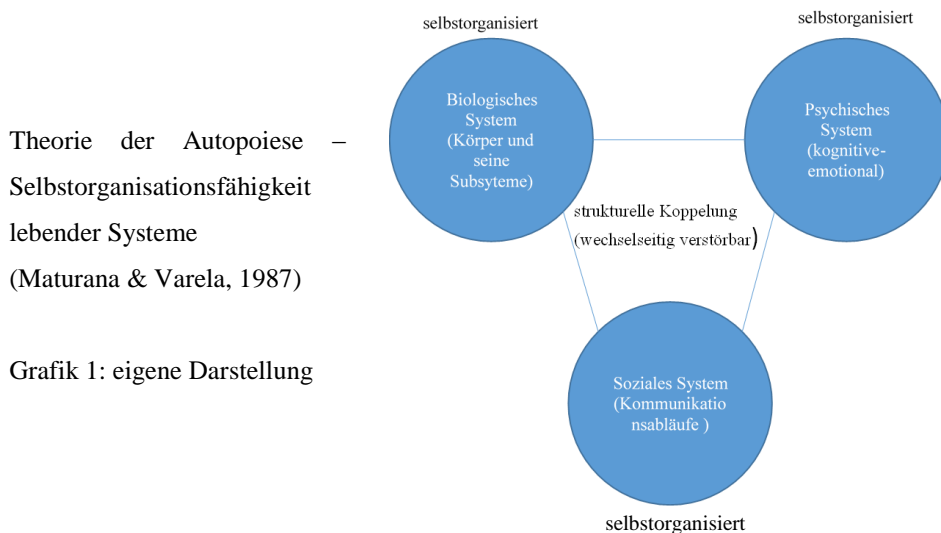 Theorie der Autopoiese –
Selbstorganisationsfähigkeit
lebender Systeme
(Maturana & Varela, 1987)
Grafik 1: eigene Darstellung
selbstorganisiert
Biologisches
System
(Körper und
seine
Subsyteme)
selbstorganisiert
Psychisches
System
(kognitive-
emotional)
strukturelle Koppelung
(wechselseitig verstörbar)
Soziales System
(Kommunikatio
nsabläufe )
selbstorganisiert